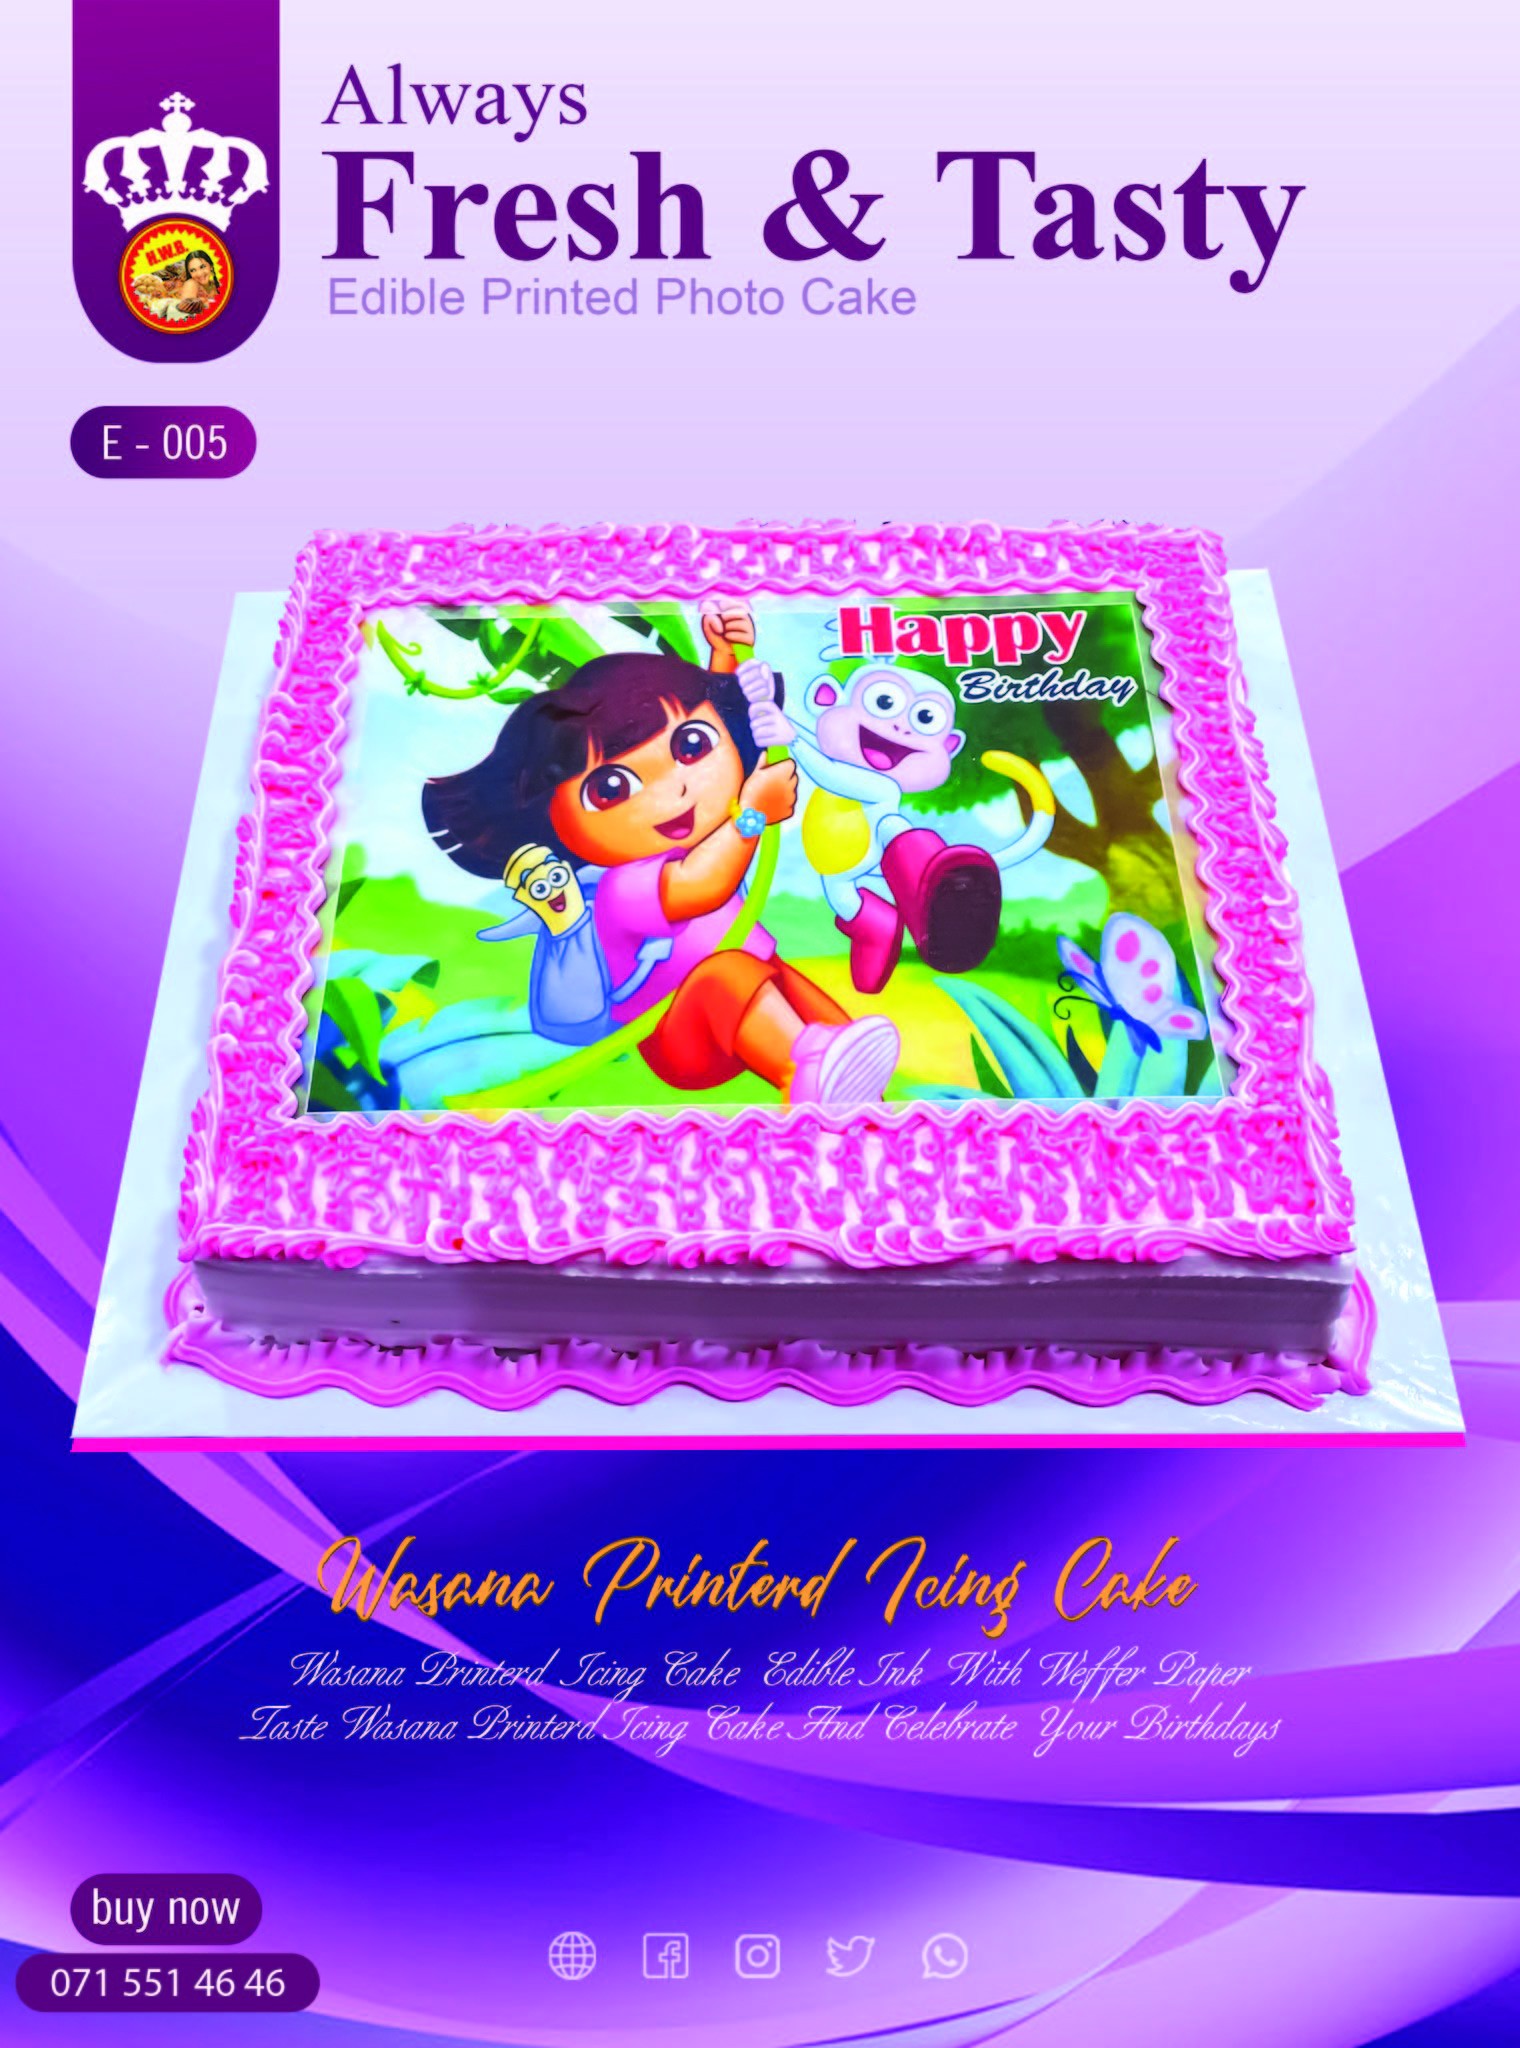 Always
Fresh & Tasty
Edible Printed Photo Cake
H.W.B.
E - 005
Happy
Birthday
Wasana Printerd Icing Cake
Wasana Printerd Icing Cake Edible Ink With Weffer Paper
Taste Wasana Printerd Icing Cake And Celebrate Your Birthdays
buy now
071 551 46 46